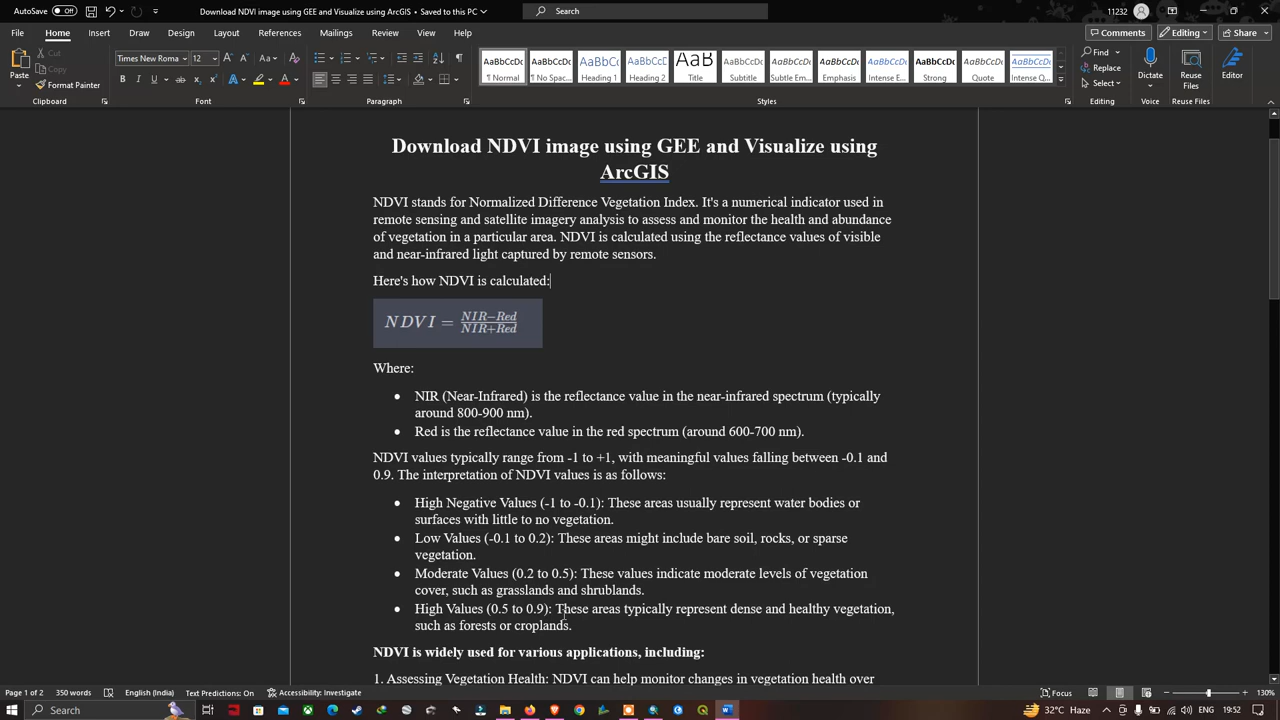 AutoSave Off Download NDVI image using GEE and Visualize using ArcGIS • Saved to this PC Search 11232
File Home Insert Draw Design Layout References Mailings Review View Help Comments Editing Share
Paste Cut Copy Format Painter
Times New Roma 12
AaBbCcDc AaBbCcDc AaBbCcD AaBbCcD AaB AaBbCcD AaBbCcDc AaBbCcDc AaBbCcDc AaBbCcDc AaBbCcDc AaBbCcDc
¶ Normal ¶ No Spac... Heading 1 Heading 2 Title Subtitle Subtle Em... Emphasis Intense E... Strong Quote Intense Q...
Find Replace Select Dictate Reuse Files Editor
Clipboard Font Paragraph Styles Editing Voice Reuse Files Editor
Download NDVI image using GEE and Visualize using
ArcGIS
NDVI stands for Normalized Difference Vegetation Index. It's a numerical indicator used in
remote sensing and satellite imagery analysis to assess and monitor the health and abundance
of vegetation in a particular area. NDVI is calculated using the reflectance values of visible
and near-infrared light captured by remote sensors.
Here's how NDVI is calculated:
NDVI = NIR−Red
NIR+Red
Where:
• NIR (Near-Infrared) is the reflectance value in the near-infrared spectrum (typically
around 800-900 nm).
• Red is the reflectance value in the red spectrum (around 600-700 nm).
NDVI values typically range from -1 to +1, with meaningful values falling between -0.1 and
0.9. The interpretation of NDVI values is as follows:
• High Negative Values (-1 to -0.1): These areas usually represent water bodies or
surfaces with little to no vegetation.
• Low Values (-0.1 to 0.2): These areas might include bare soil, rocks, or sparse
vegetation.
• Moderate Values (0.2 to 0.5): These values indicate moderate levels of vegetation
cover, such as grasslands and shrublands.
• High Values (0.5 to 0.9): These areas typically represent dense and healthy vegetation,
such as forests or croplands.
NDVI is widely used for various applications, including:
1. Assessing Vegetation Health: NDVI can help monitor changes in vegetation health over
Page 1 of 2 350 words English (India) Text Predictions: On Accessibility: Investigate Focus 130%
Search 32°C Haze ENG 19:52